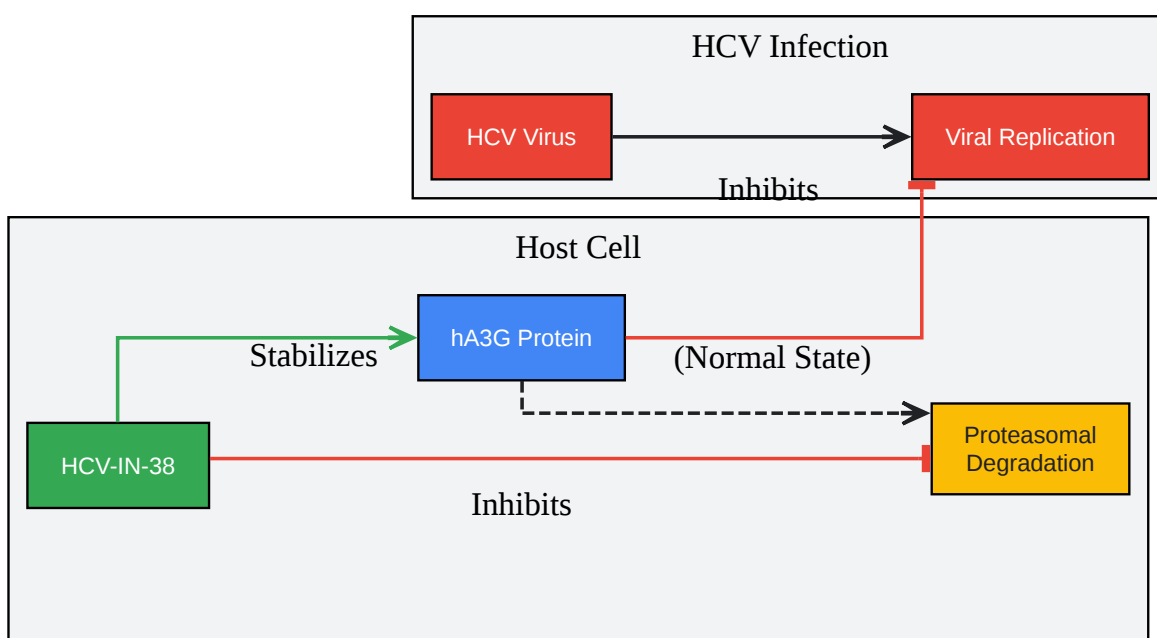 HCV Infection
HCV Virus
Viral Replication
Inhibits
Host Cell
hA3G Protein
Stabilizes
(Normal State)
Proteasomal
Degradation
HCV-IN-38
Inhibits